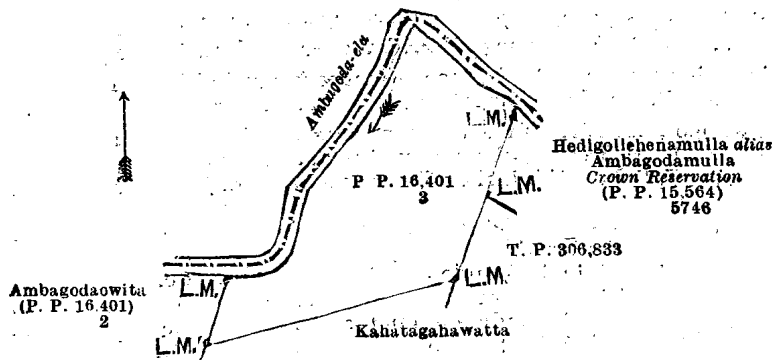 Ambugoda-ela
L.M.
Hedigollehenamulla alias
Ambagodamulla
Crown Reservation
(P. P. 15,564)
5746
P P. 16,401
3
L.M.
T. P. 306,833
Ambagodaowita
(P. P. 16,401)
2
L.M.
L.M.
Kahatagahawatta
L.M.